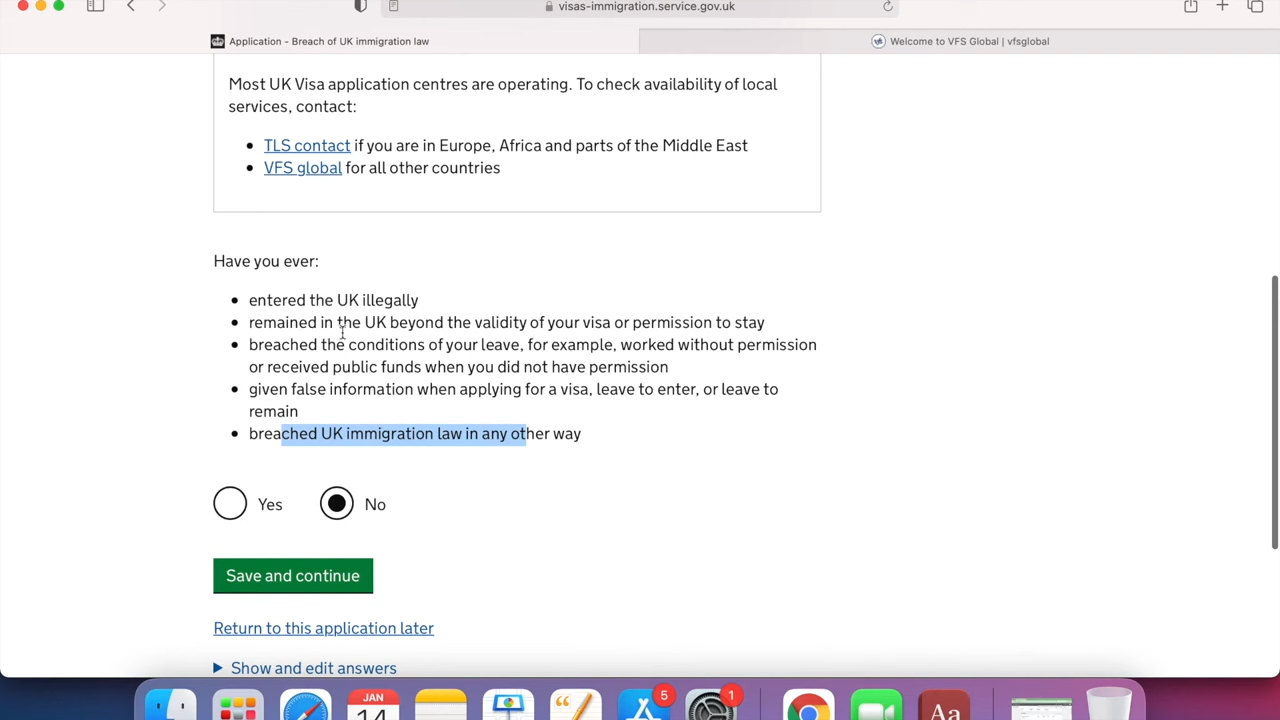 visas-immigration.service.gov.uk
Application - Breach of UK immigration law
Welcome to VFS Global | vfsglobal
Most UK Visa application centres are operating. To check availability of local
services, contact:
TLS contact if you are in Europe, Africa and parts of the Middle East
VFS global for all other countries
Have you ever:
entered the UK illegally
remained in the UK beyond the validity of your visa or permission to stay
breached the conditions of your leave, for example, worked without permission
or received public funds when you did not have permission
given false information when applying for a visa, leave to enter, or leave to
remain
breached UK immigration law in any other way
Yes No
Save and continue
Return to this application later
Show and edit answers
JAN 5 1
14 Aa